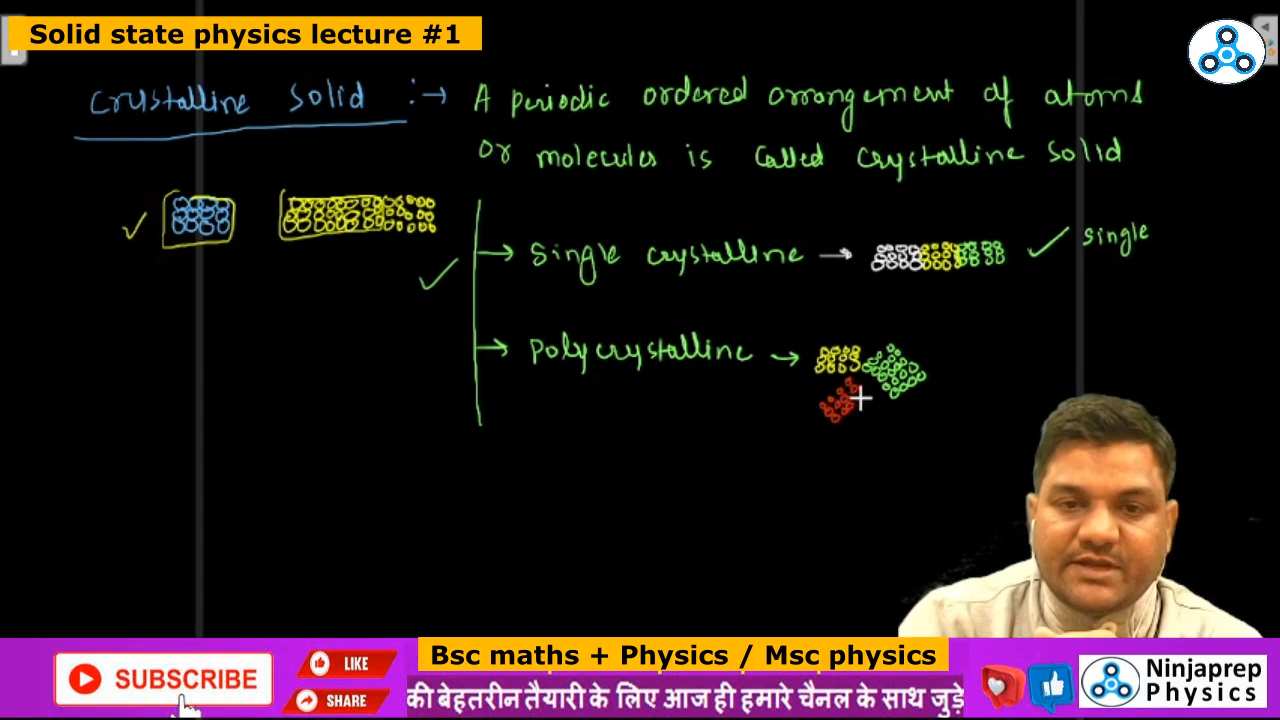 Solid state physics lecture #1
Crystalline Solid :→ A periodic ordered arrangement of atoms
or molecules is called crystalline solid
→ Single crystalline → single
→ Polycrystalline →
SUBSCRIBE
LIKE
SHARE
Bsc maths + Physics / Msc physics
की बेहतरीन तैयारी के लिए आज ही हमारे चैनल के साथ जुड़े
Ninjaprep
Physics